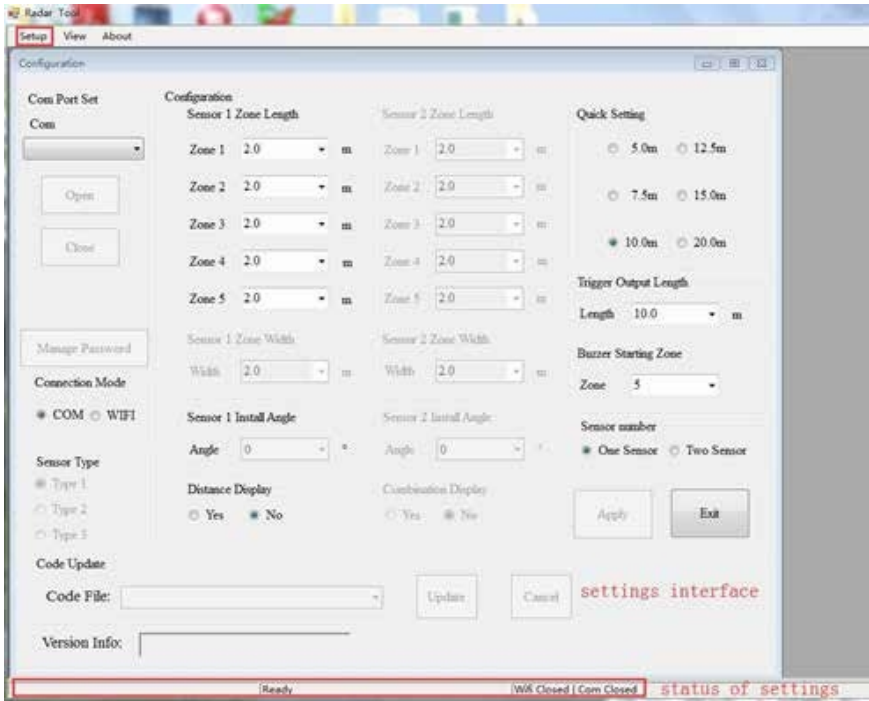 Radar Tool
Setup View About
Configuration
Com Port Set
Com
Open
Close
Manage Password
Connection Mode
COM WIFI
Sensor Type
Type 1
Type 2
Type 3
Configuration
Sensor 1 Zone Length
Zone 1 2.0 m
Zone 2 2.0 m
Zone 3 2.0 m
Zone 4 2.0 m
Zone 5 2.0 m
Sensor 1 Zone Width
Width 2.0 m
Sensor 1 Install Angle
Angle 0 °
Distance Display
Yes No
Sensor 2 Zone Length
Zone 1 2.0 m
Zone 2 2.0 m
Zone 3 2.0 m
Zone 4 2.0 m
Zone 5 2.0 m
Sensor 2 Zone Width
Width 2.0 m
Sensor 2 Install Angle
Angle 0 °
Combination Display
Yes No
Quick Setting
5.0m 12.5m
7.5m 15.0m
10.0m 20.0m
Trigger Output Length
Length 10.0 m
Buzzer Starting Zone
Zone 5
Sensor number
One Sensor Two Sensor
Apply Exit
Code Update
Code File: Update Cancel
settings interface
Version Info:
Ready Wifi Closed | Com Closed
status of settings